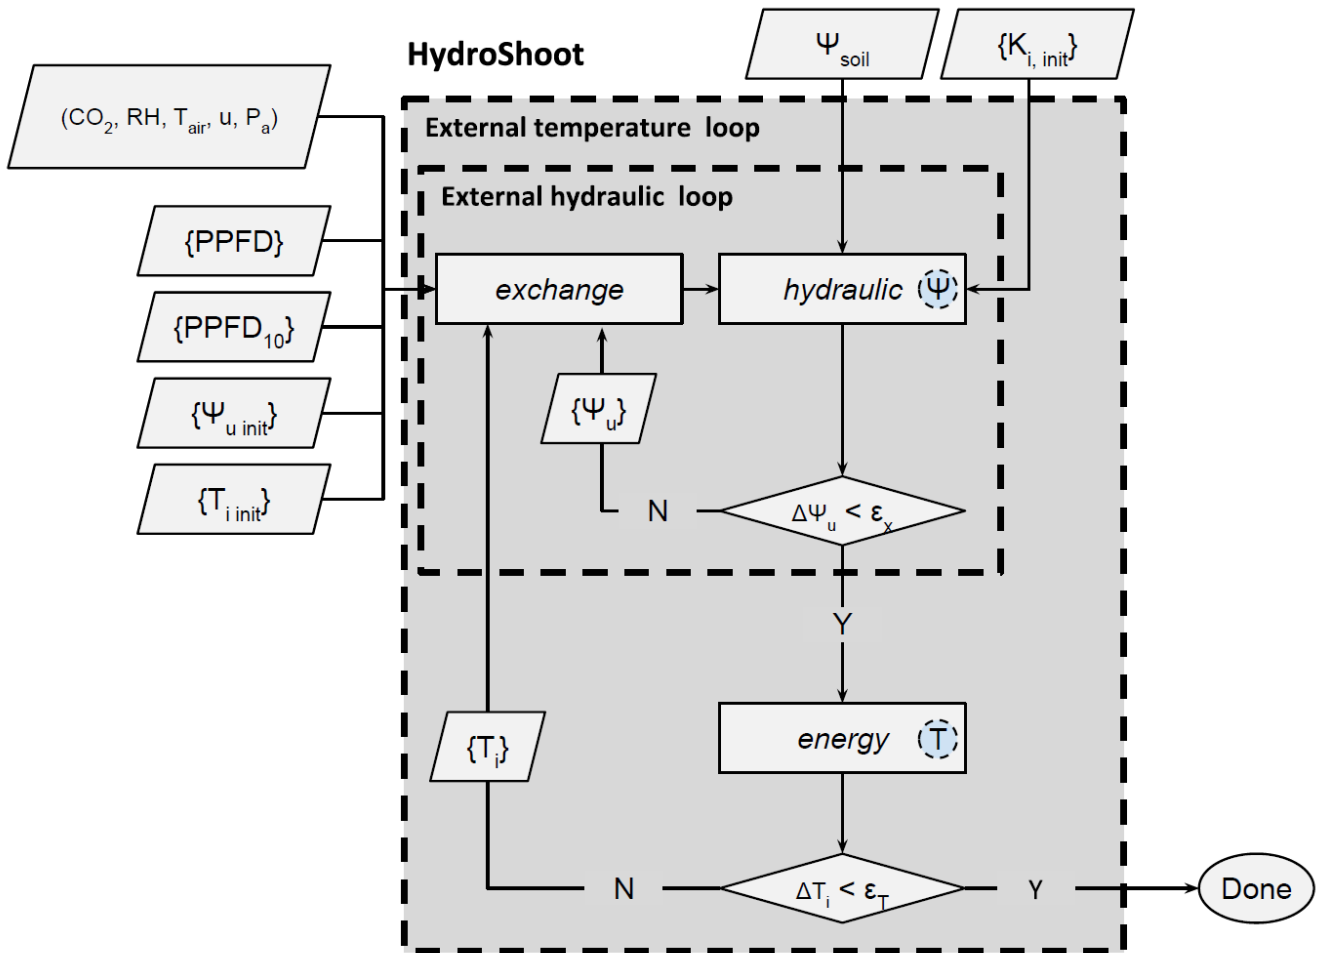 HydroShoot
Ψsoil
{Ki, init}
(CO2, RH, Tair, u, Pa)
External temperature loop
External hydraulic loop
{PPFD}
exchange
hydraulic Ψ
{PPFD10}
{Ψu init}
{Ψu}
{Ti init}
N
ΔΨu < εx
Y
{Ti}
energy T
N
ΔTi < εT
Y
Done